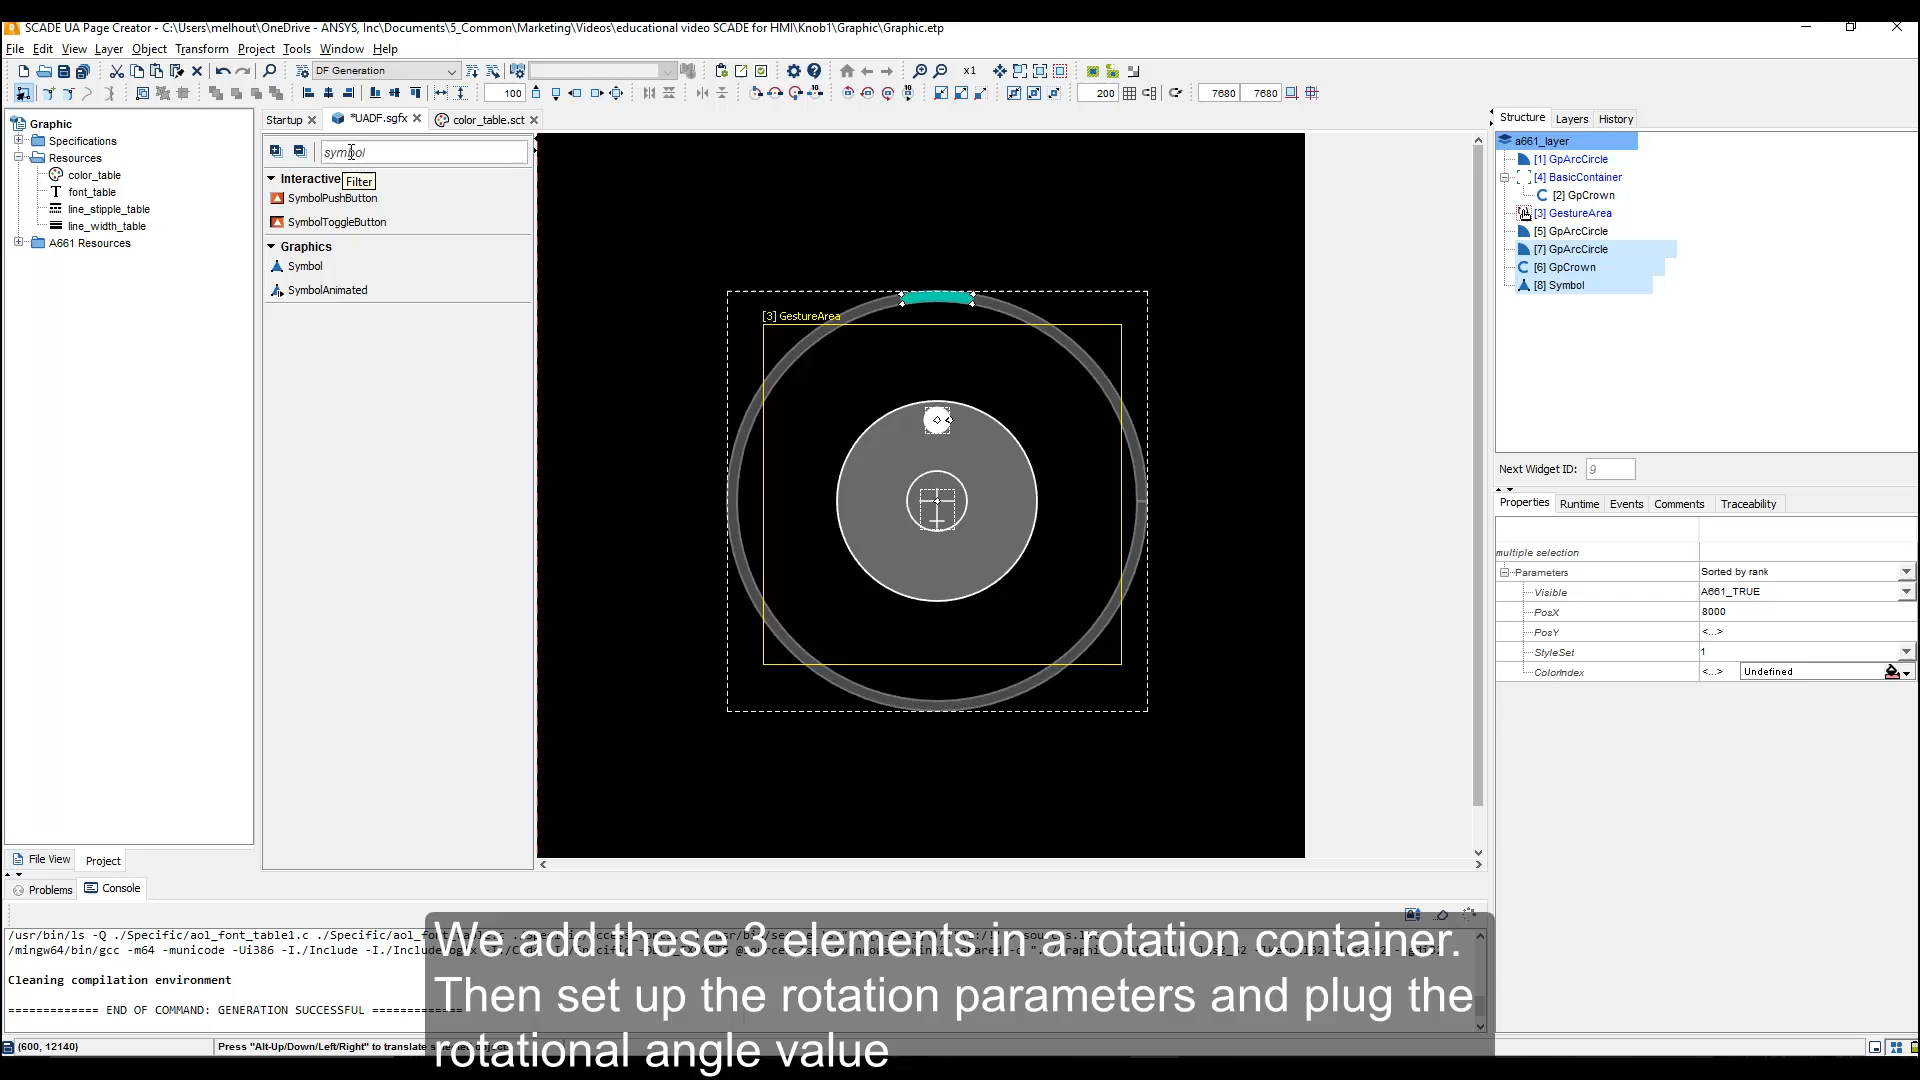 SCADE UA Page Creator - C:\Users\melhout\OneDrive - ANSYS, Inc\Documents\5_Common\Marketing\Videos\educational video SCADE for HMI\Knob1\Graphic\Graphic.etp
File Edit View Layer Object Transform Project Tools Window Help
DF Generation
x1
100
200
7680
7680
Graphic
Specifications
Resources
color_table
font_table
line_stipple_table
line_width_table
A661 Resources
File View
Project
Startup
*UADF.sgfx
color_table.sct
symbol
Filter
Interactive
SymbolPushButton
SymbolToggleButton
Graphics
Symbol
SymbolAnimated
[3] GestureArea
Structure
Layers
History
a661_layer
[1] GpArcCircle
[4] BasicContainer
[2] GpCrown
[3] GestureArea
[5] GpArcCircle
[7] GpArcCircle
[6] GpCrown
[8] Symbol
Next Widget ID: 9
Properties Runtime Events Comments Traceability
multiple selection
Parameters Sorted by rank
Visible A661_TRUE
PosX 8000
PosY <...>
StyleSet 1
ColorIndex <...> Undefined
Problems
Console
/usr/bin/ls -Q ./Specific/aol_font_table1.c
/mingw64/bin/gcc -m64 -municode -Ui386 -I./Include
Cleaning compilation environment
============= END OF COMMAND: GENERATION SUCCESSFUL
(600, 12140)
Press "Alt-Up/Down/Left/Right" to translate
We add these 3 elements in a rotation container.
Then set up the rotation parameters and plug the
rotational angle value